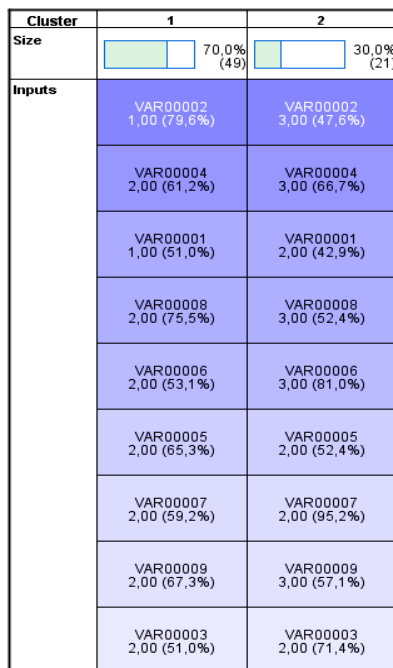 Cluster 1 2
Size 70,0% 30,0%
(49) (21)
Inputs
VAR00002 VAR00002
1,00 (79,6%) 3,00 (47,6%)
VAR00004 VAR00004
2,00 (61,2%) 3,00 (66,7%)
VAR00001 VAR00001
1,00 (51,0%) 2,00 (42,9%)
VAR00008 VAR00008
2,00 (75,5%) 3,00 (52,4%)
VAR00006 VAR00006
2,00 (53,1%) 3,00 (81,0%)
VAR00005 VAR00005
2,00 (65,3%) 2,00 (52,4%)
VAR00007 VAR00007
2,00 (59,2%) 2,00 (95,2%)
VAR00009 VAR00009
2,00 (67,3%) 3,00 (57,1%)
VAR00003 VAR00003
2,00 (51,0%) 2,00 (71,4%)